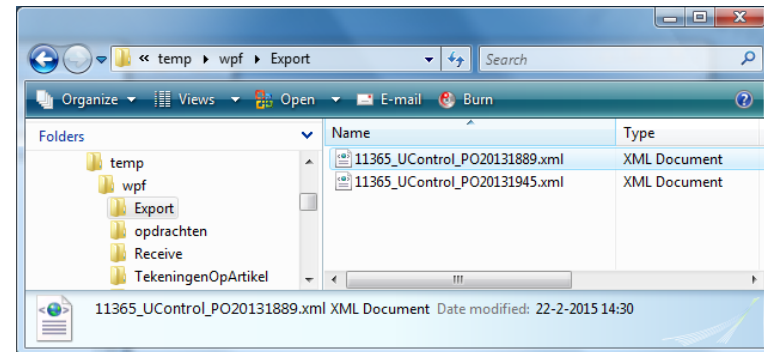 « temp ▸ wpf ▸ Export Search
Organize Views Open E-mail Burn
Folders Name Type
temp 11365_UControl_PO20131889.xml XML Document
wpf 11365_UControl_PO20131945.xml XML Document
Export
opdrachten
Receive
TekeningenOpArtikel
11365_UControl_PO20131889.xml XML Document Date modified: 22-2-2015 14:30